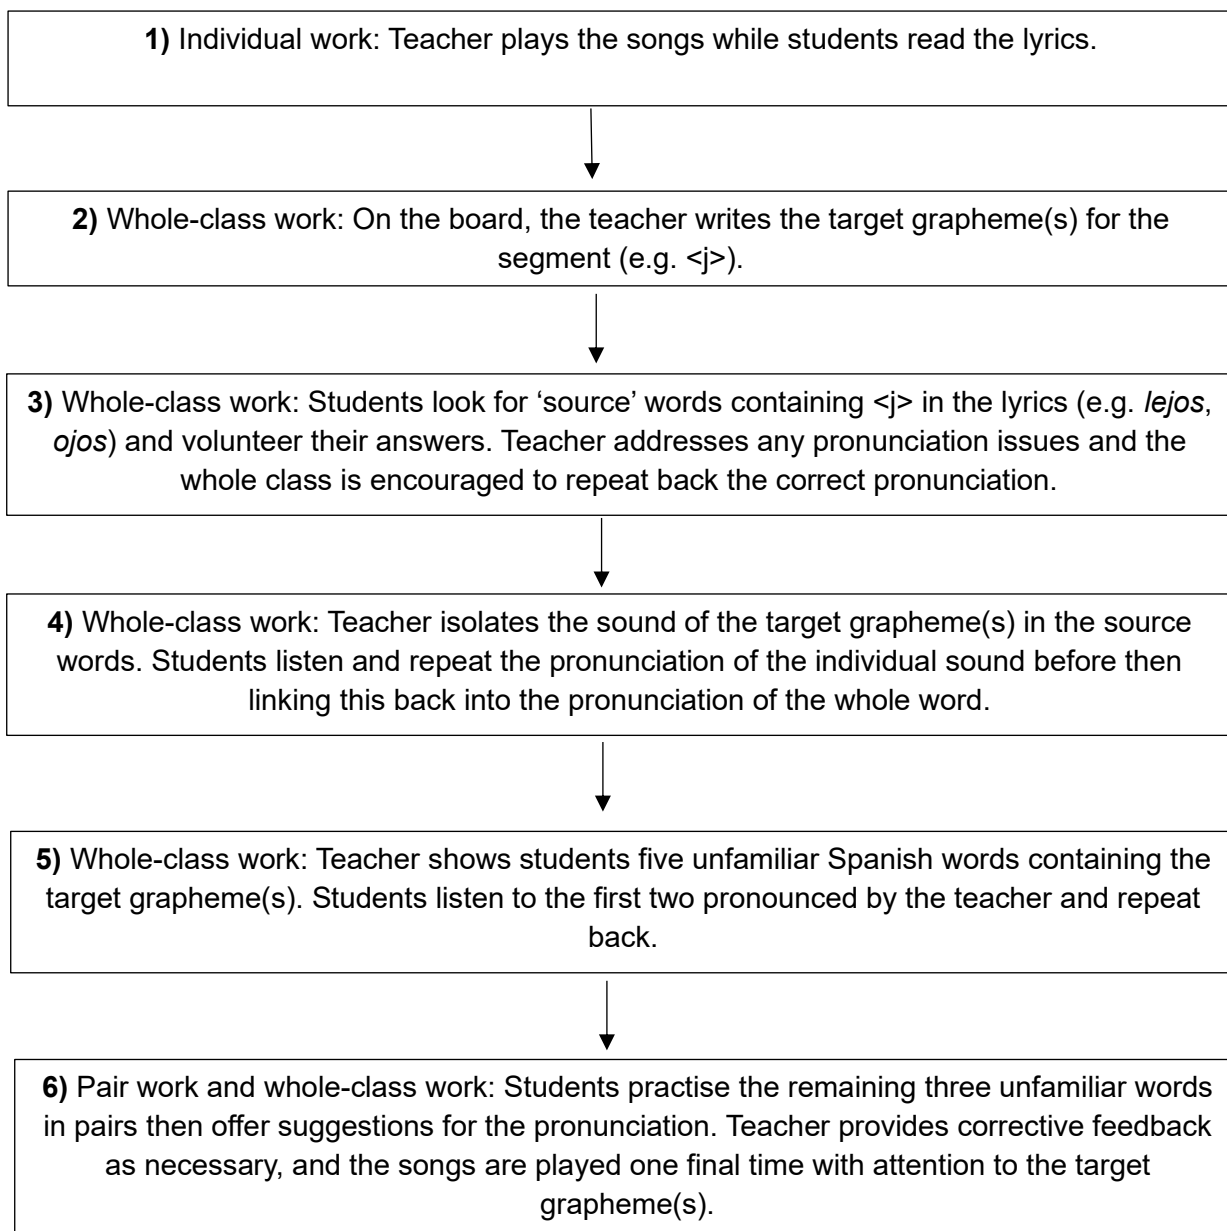 1) Individual work: Teacher plays the songs while students read the lyrics.
2) Whole-class work: On the board, the teacher writes the target grapheme(s) for the
segment (e.g. <j>).
3) Whole-class work: Students look for ‘source’ words containing <j> in the lyrics (e.g. lejos,
ojos) and volunteer their answers. Teacher addresses any pronunciation issues and the
whole class is encouraged to repeat back the correct pronunciation.
4) Whole-class work: Teacher isolates the sound of the target grapheme(s) in the source
words. Students listen and repeat the pronunciation of the individual sound before then
linking this back into the pronunciation of the whole word.
5) Whole-class work: Teacher shows students five unfamiliar Spanish words containing the
target grapheme(s). Students listen to the first two pronounced by the teacher and repeat
back.
6) Pair work and whole-class work: Students practise the remaining three unfamiliar words
in pairs then offer suggestions for the pronunciation. Teacher provides corrective feedback
as necessary, and the songs are played one final time with attention to the target
grapheme(s).